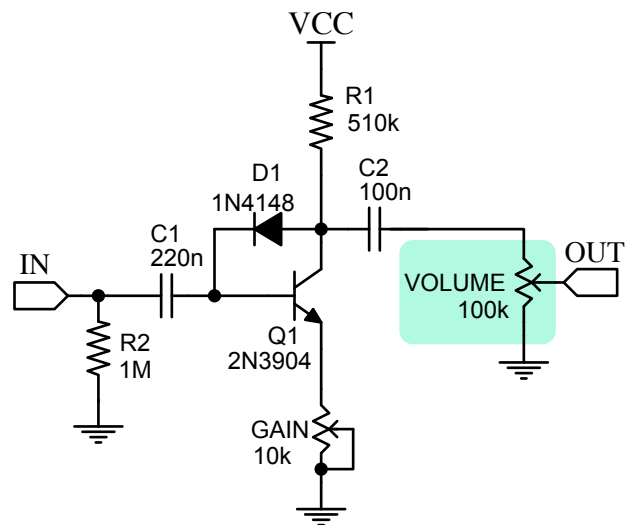 VCC
R1
510k
D1
1N4148
C2
100n
C1
220n
IN
OUT
VOLUME
100k
R2
1M
Q1
2N3904
GAIN
10k